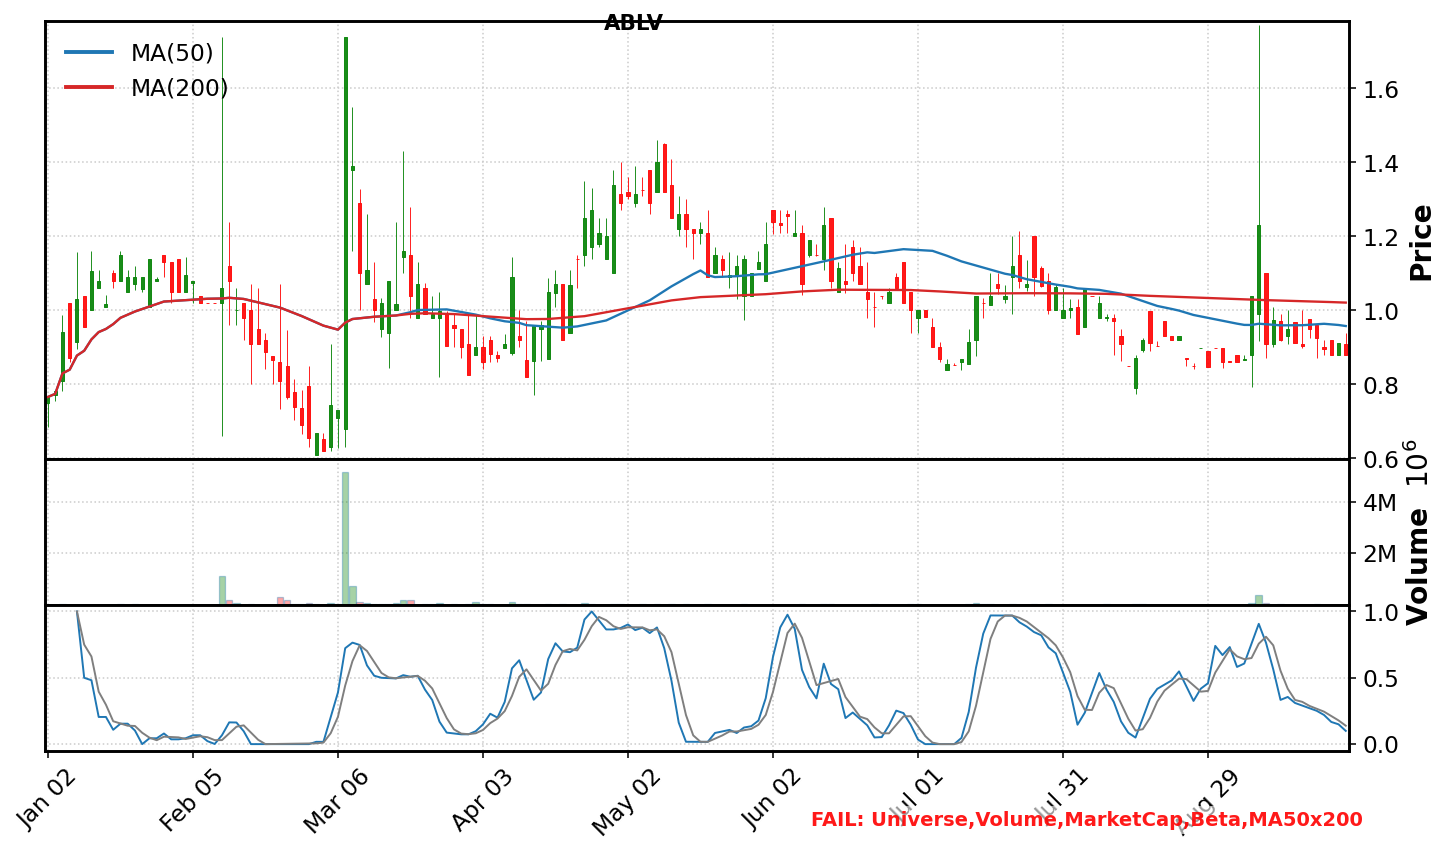 ABLV
MA(50)
MA(200)
1.6
1.4
1.2
1.0
0.8
0.6
Price
10^6
4M
2M
Volume
1.0
0.5
0.0
Jan 02
Feb 05
Mar 06
Apr 03
May 02
Jun 02
Jul 01
Jul 31
Aug 29
FAIL: Universe,Volume,MarketCap,Beta,MA50x200